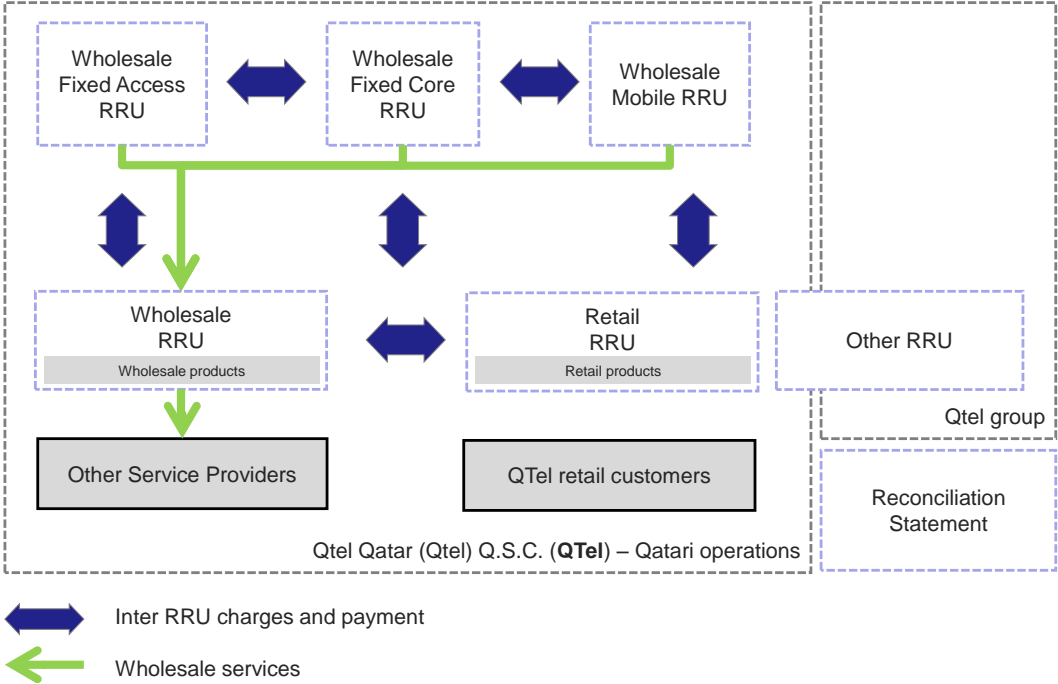 Wholesale
Fixed Access
RRU
Wholesale
Fixed Core
RRU
Wholesale
Mobile RRU
Wholesale
RRU
Wholesale products
Retail
RRU
Retail products
Other RRU
Qtel group
Other Service Providers
QTel retail customers
Reconciliation
Statement
Qtel Qatar (Qtel) Q.S.C. (QTel) – Qatari operations
Inter RRU charges and payment
Wholesale services